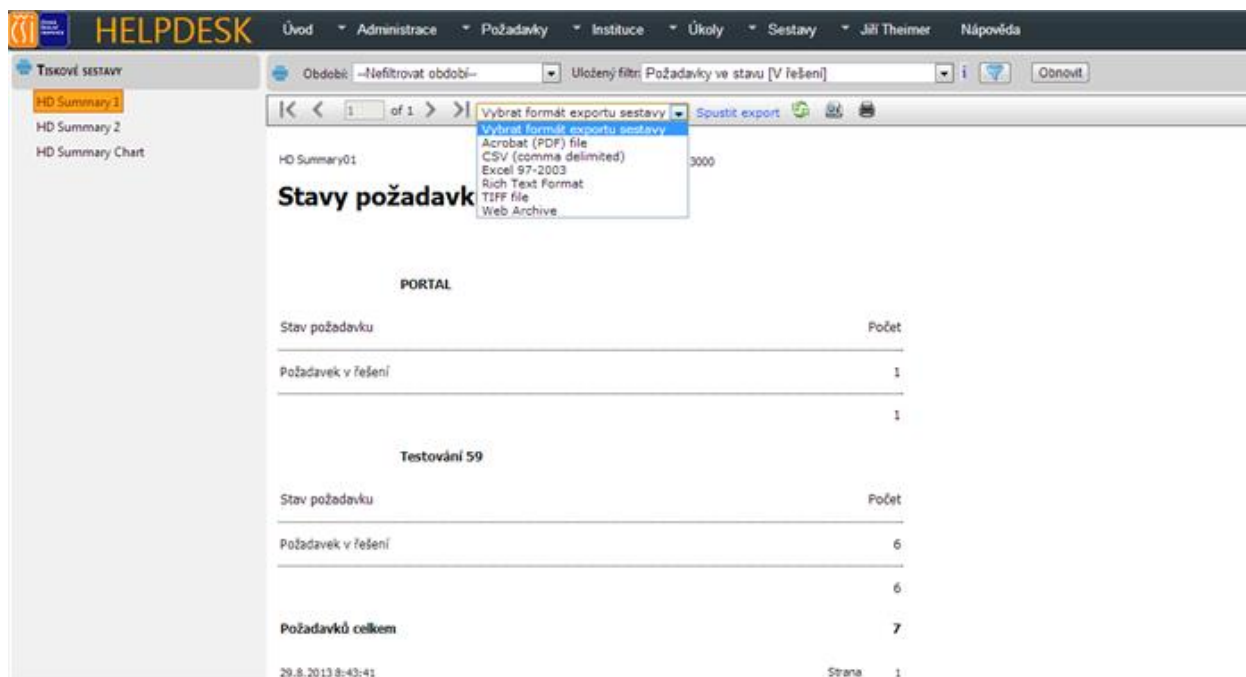 HELPDESK
Úvod Administrace Požadavky Instituce Úkoly Sestavy Jiří Theimer Nápověda
Tiskové sestavy
Období: --Nefiltrovat období-- Uložený filtr: Požadavky ve stavu [V řešení] i Obnovit
HD Summary 1
HD Summary 2
HD Summary Chart
1 of 1 Vybrat formát exportu sestavy Spustit export
Vybrat formát exportu sestavy
Acrobat (PDF) file
CSV (comma delimited)
Excel 97-2003
Rich Text Format
TIFF file
Web Archive
HD Summary01 3000
Stavy požadavk
PORTAL
Stav požadavku Počet
Požadavek v řešení 1
1
Testování 59
Stav požadavku Počet
Požadavek v řešení 6
6
Požadavků celkem 7
29.8.2013 8:43:41 Strana 1